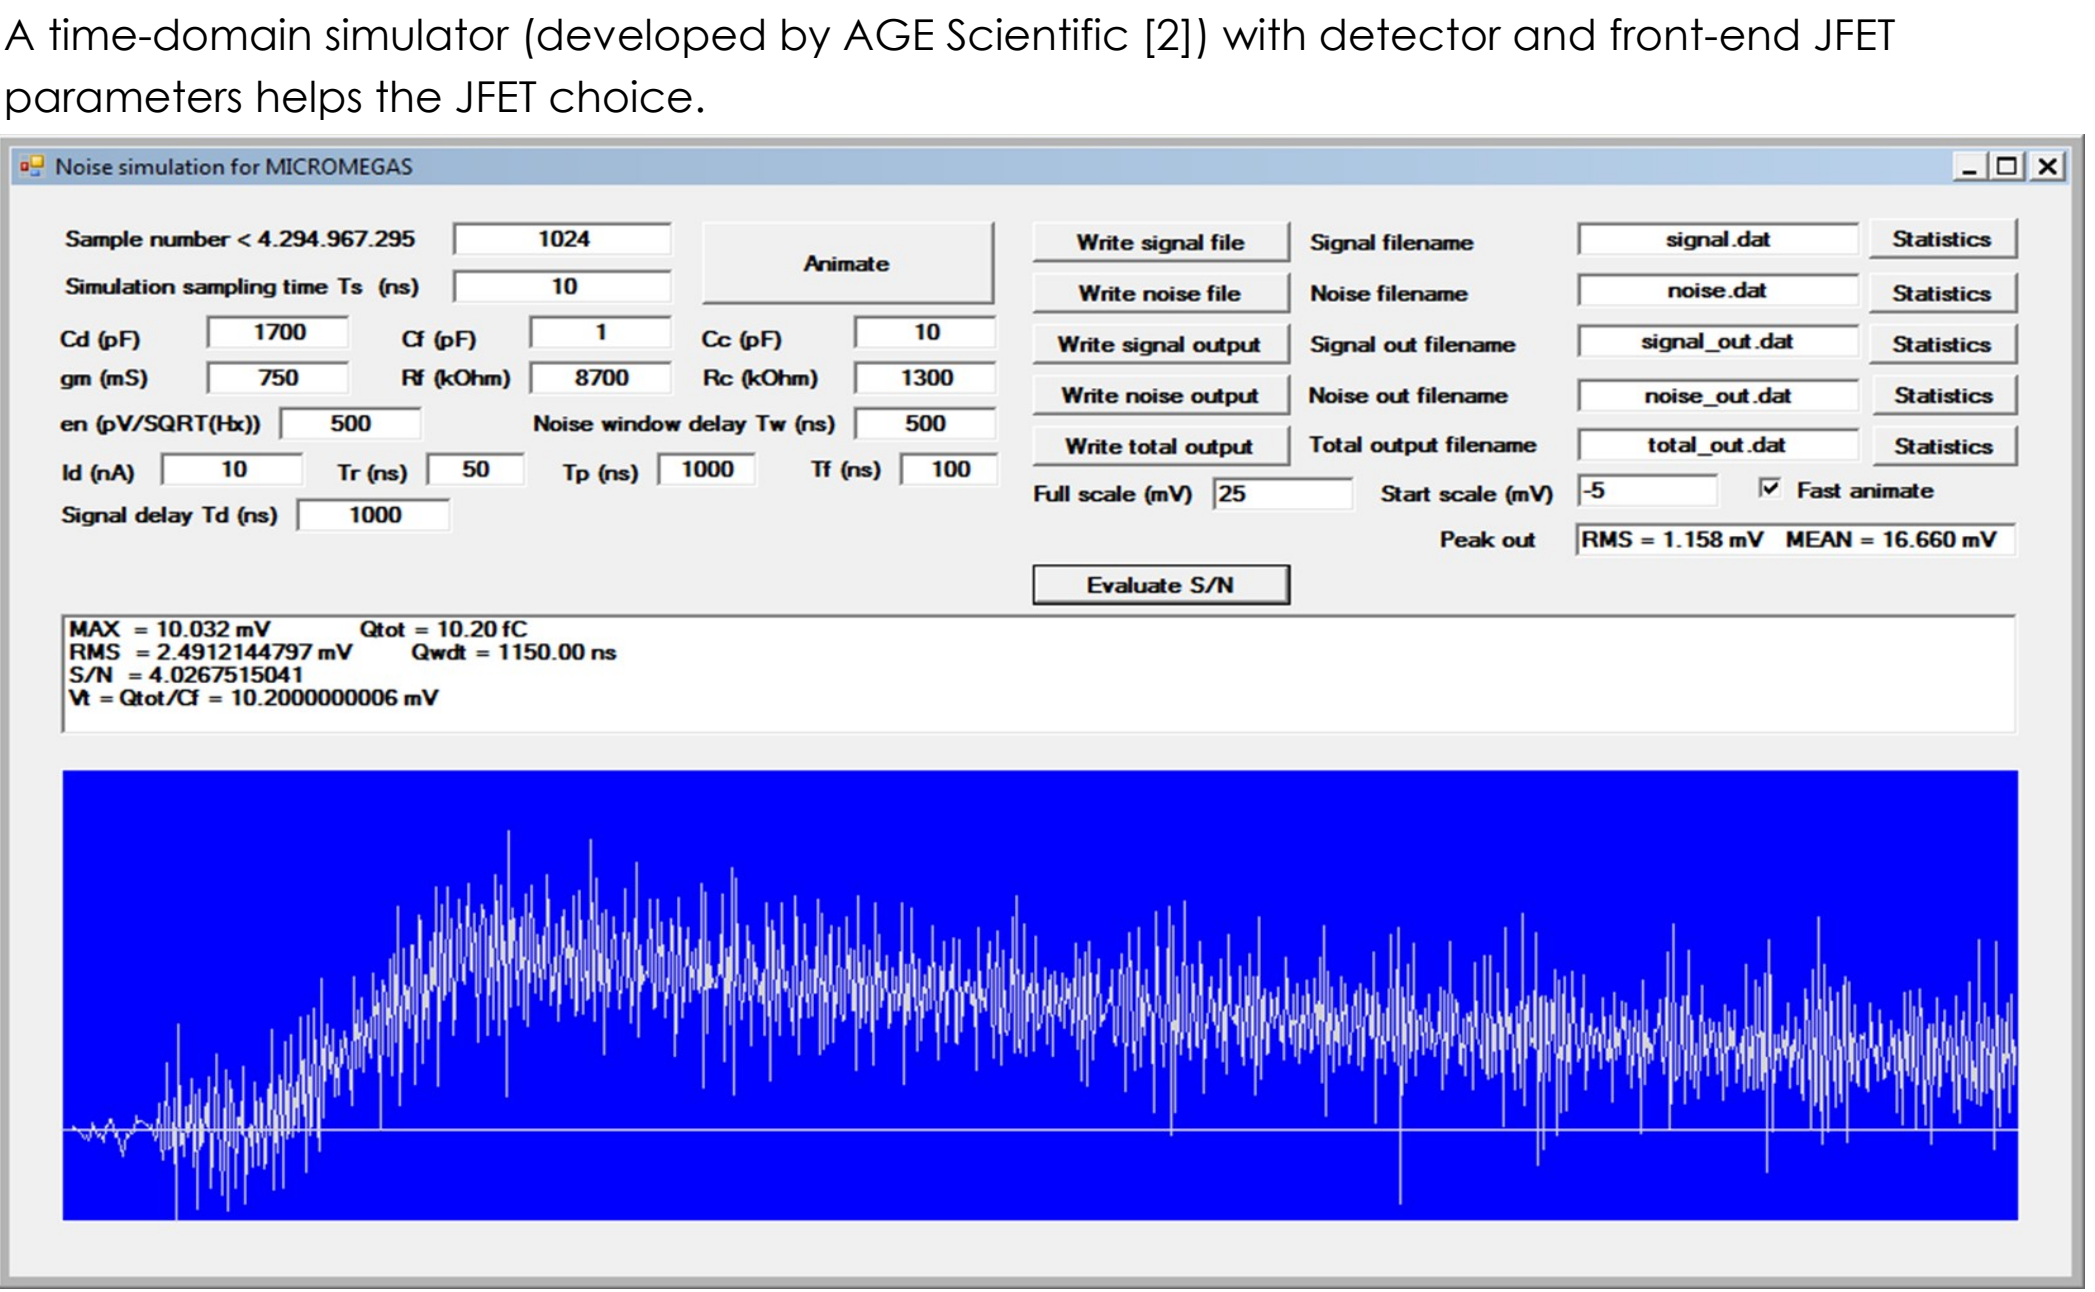 A time-domain simulator (developed by AGE Scientific [2]) with detector and front-end JFET
parameters helps the JFET choice.
Noise simulation for MICROMEGAS
Sample number < 4.294.967.295 1024 Animate Write signal file Signal filename signal.dat Statistics
Simulation sampling time Ts (ns) 10 Write noise file Noise filename noise.dat Statistics
Cd (pF) 1700 Cf (pF) 1 Cc (pF) 10 Write signal output Signal out filename signal_out.dat Statistics
gm (mS) 750 Rf (kOhm) 8700 Rc (kOhm) 1300 Write noise output Noise out filename noise_out.dat Statistics
en (pV/SQRT(Hx)) 500 Noise window delay Tw (ns) 500 Write total output Total output filename total_out.dat Statistics
Id (nA) 10 Tr (ns) 50 Tp (ns) 1000 Tf (ns) 100 Full scale (mV) 25 Start scale (mV) -5 Fast animate
Signal delay Td (ns) 1000 Peak out RMS = 1.158 mV MEAN = 16.660 mV
Evaluate S/N
MAX = 10.032 mV Qtot = 10.20 fC
RMS = 2.4912144797 mV Qwdt = 1150.00 ns
S/N = 4.0267515041
Vt = Qtot/Cf = 10.2000000006 mV